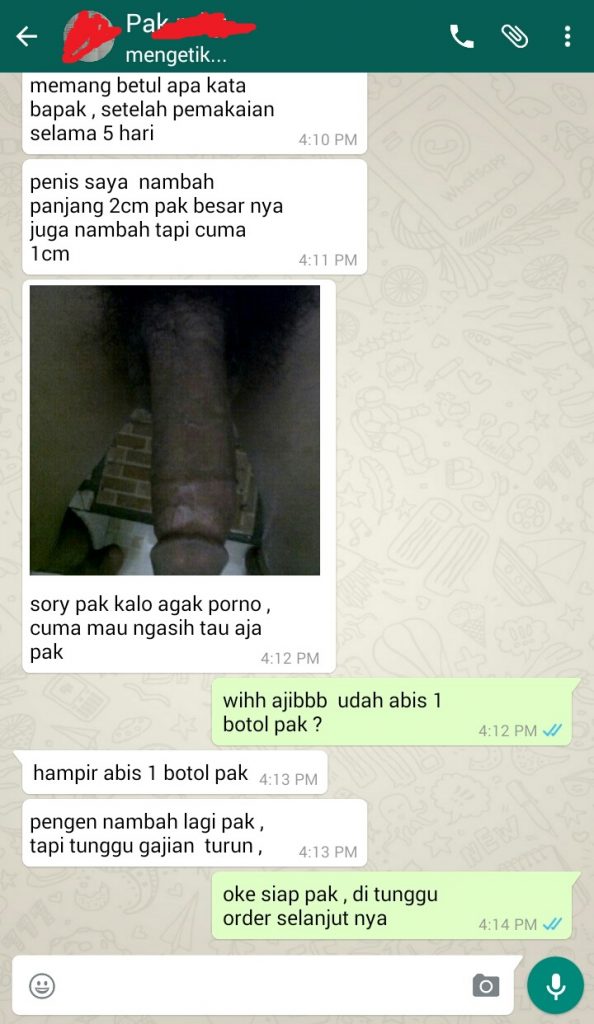 Pak
mengetik...
memang betul apa kata
bapak , setelah pemakaian
selama 5 hari
4:10 PM
penis saya nambah
panjang 2cm pak besar nya
juga nambah tapi cuma
1cm
4:11 PM
sory pak kalo agak porno ,
cuma mau ngasih tau aja
pak
4:12 PM
wihh ajibbb udah abis 1
botol pak ?
4:12 PM
hampir abis 1 botol pak
4:13 PM
pengen nambah lagi pak ,
tapi tunggu gajian turun ,
4:13 PM
oke siap pak , di tunggu
order selanjut nya
4:14 PM